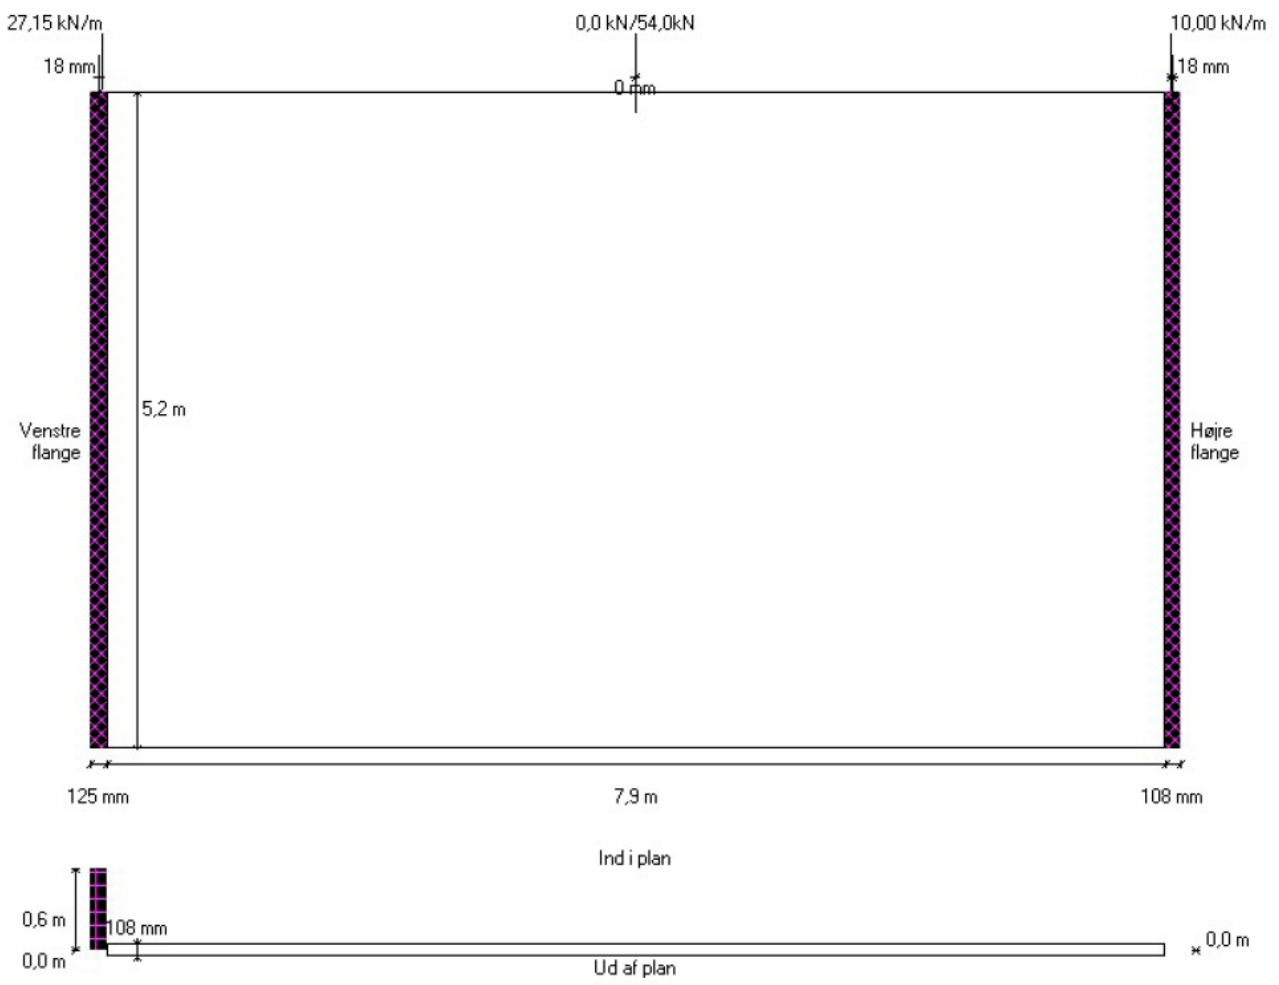 27,15 kN/m
0,0 kN/54,0kN
10,00 kN/m
18 mm
0 mm
18 mm
5,2 m
Venstre
flange
Højre
flange
125 mm
7,9 m
108 mm
Ind i plan
0,6 m
108 mm
0,0 m
0,0 m
Ud af plan